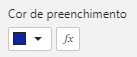 Cor de preenchimento
fx